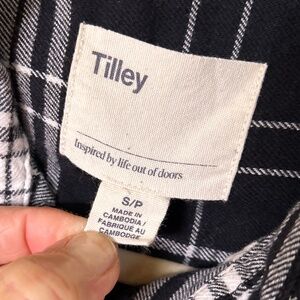 Tilley
Inspired by life out of doors
S/P
MADE IN
CAMBODIA/
FABRIQUE AU
CAMBODGE